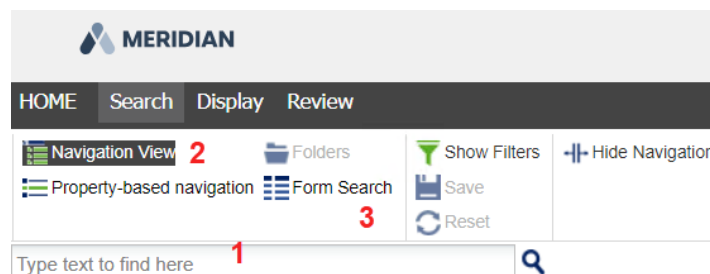 MERIDIAN
HOME Search Display Review
Navigation View 2 Folders Show Filters Hide Navigation
Property-based navigation Form Search Save
3 Reset
Type text to find here 1